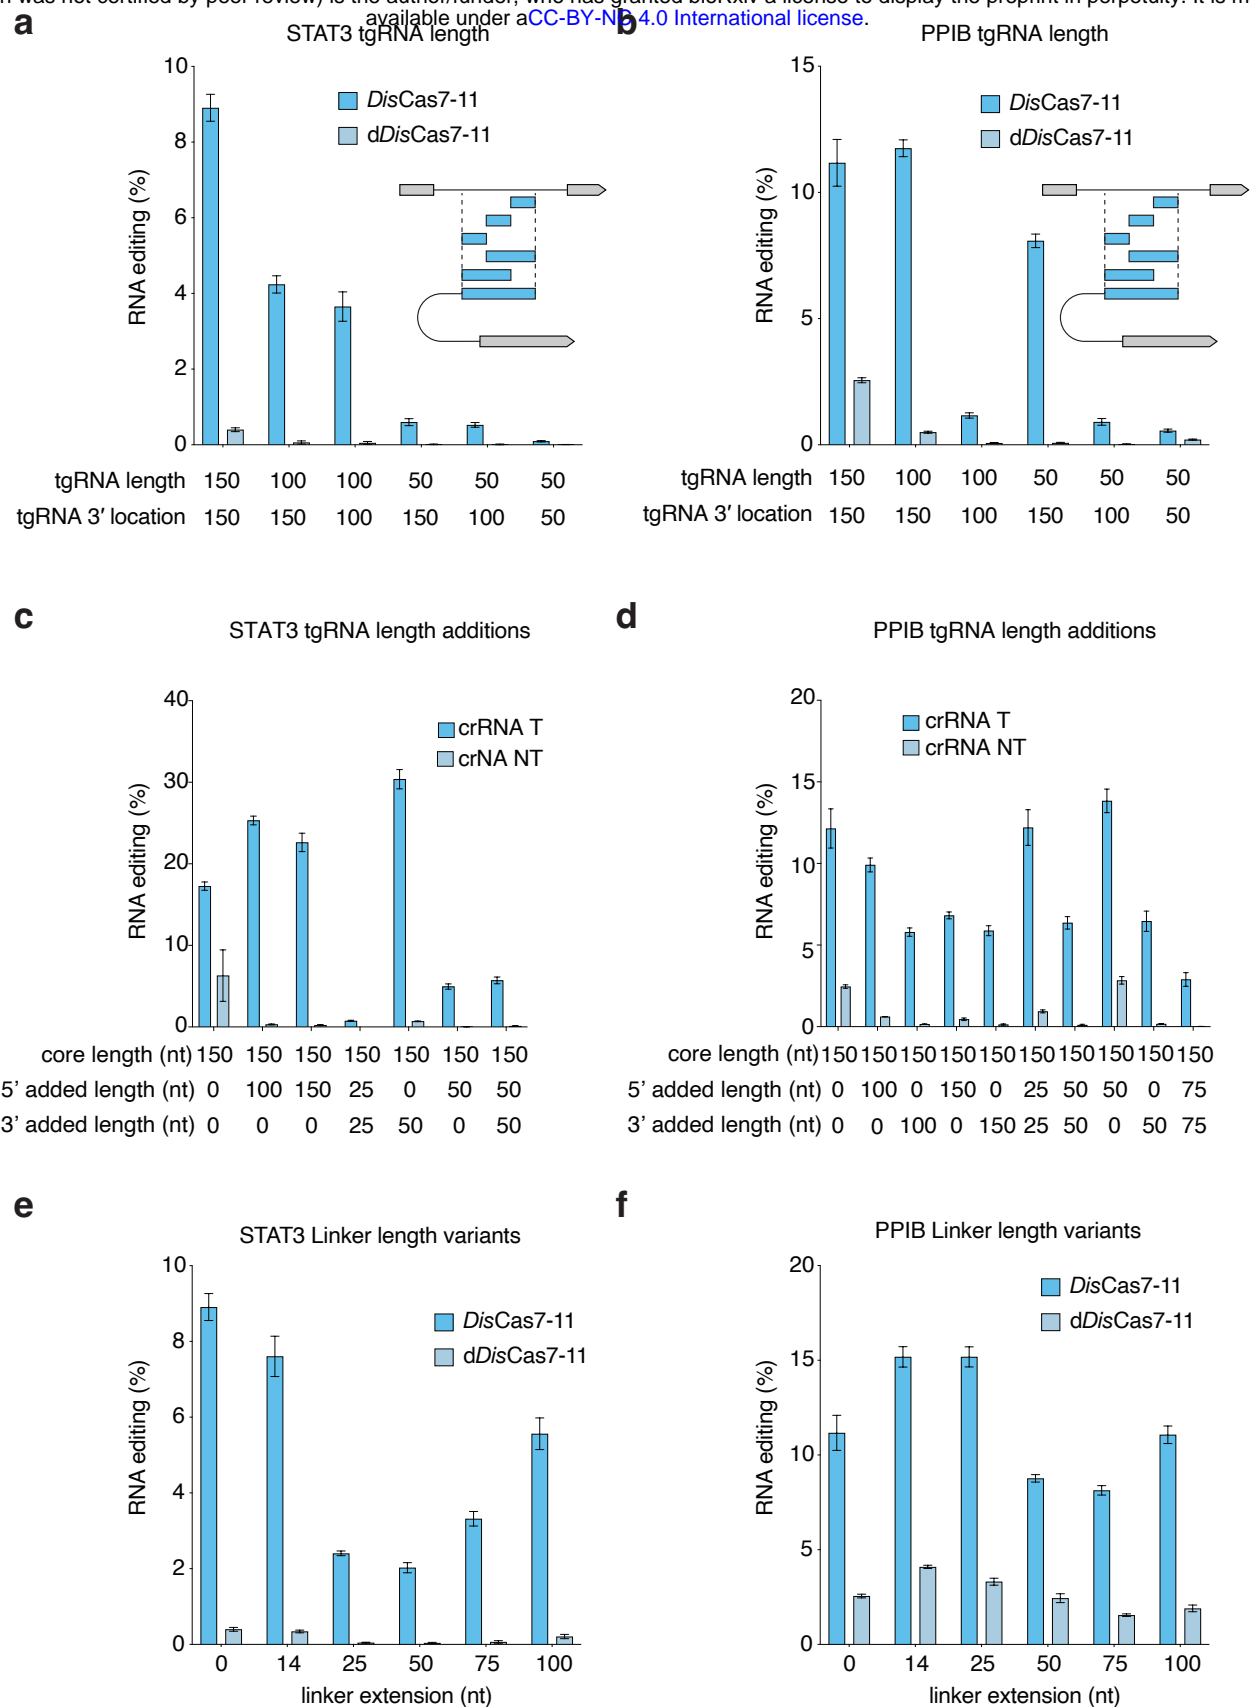 available under aCC-BY-NC 4.0 International license.
a
STAT3 tgRNA length
10
8
6
4
2
0
RNA editing (%)
DisCas7-11
dDisCas7-11
tgRNA length 150 100 100 50 50 50
tgRNA 3′ location 150 150 100 150 100 50
b
PPIB tgRNA length
15
10
5
0
RNA editing (%)
DisCas7-11
dDisCas7-11
tgRNA length 150 100 100 50 50 50
tgRNA 3′ location 150 150 100 150 100 50
c
STAT3 tgRNA length additions
40
30
20
10
0
RNA editing (%)
crRNA T
crNA NT
core length (nt) 150 150 150 150 150 150 150
5’ added length (nt) 0 100 150 25 0 50 50
3’ added length (nt) 0 0 0 25 50 0 50
d
PPIB tgRNA length additions
20
15
10
5
0
RNA editing (%)
crRNA T
crRNA NT
core length (nt) 150 150 150 150 150 150 150 150 150 150
5’ added length (nt) 0 100 0 150 0 25 50 50 0 75
3’ added length (nt) 0 0 100 0 150 25 50 0 50 75
e
STAT3 Linker length variants
10
8
6
4
2
0
RNA editing (%)
DisCas7-11
dDisCas7-11
0 14 25 50 75 100
linker extension (nt)
f
PPIB Linker length variants
20
15
10
5
0
RNA editing (%)
DisCas7-11
dDisCas7-11
0 14 25 50 75 100
linker extension (nt)